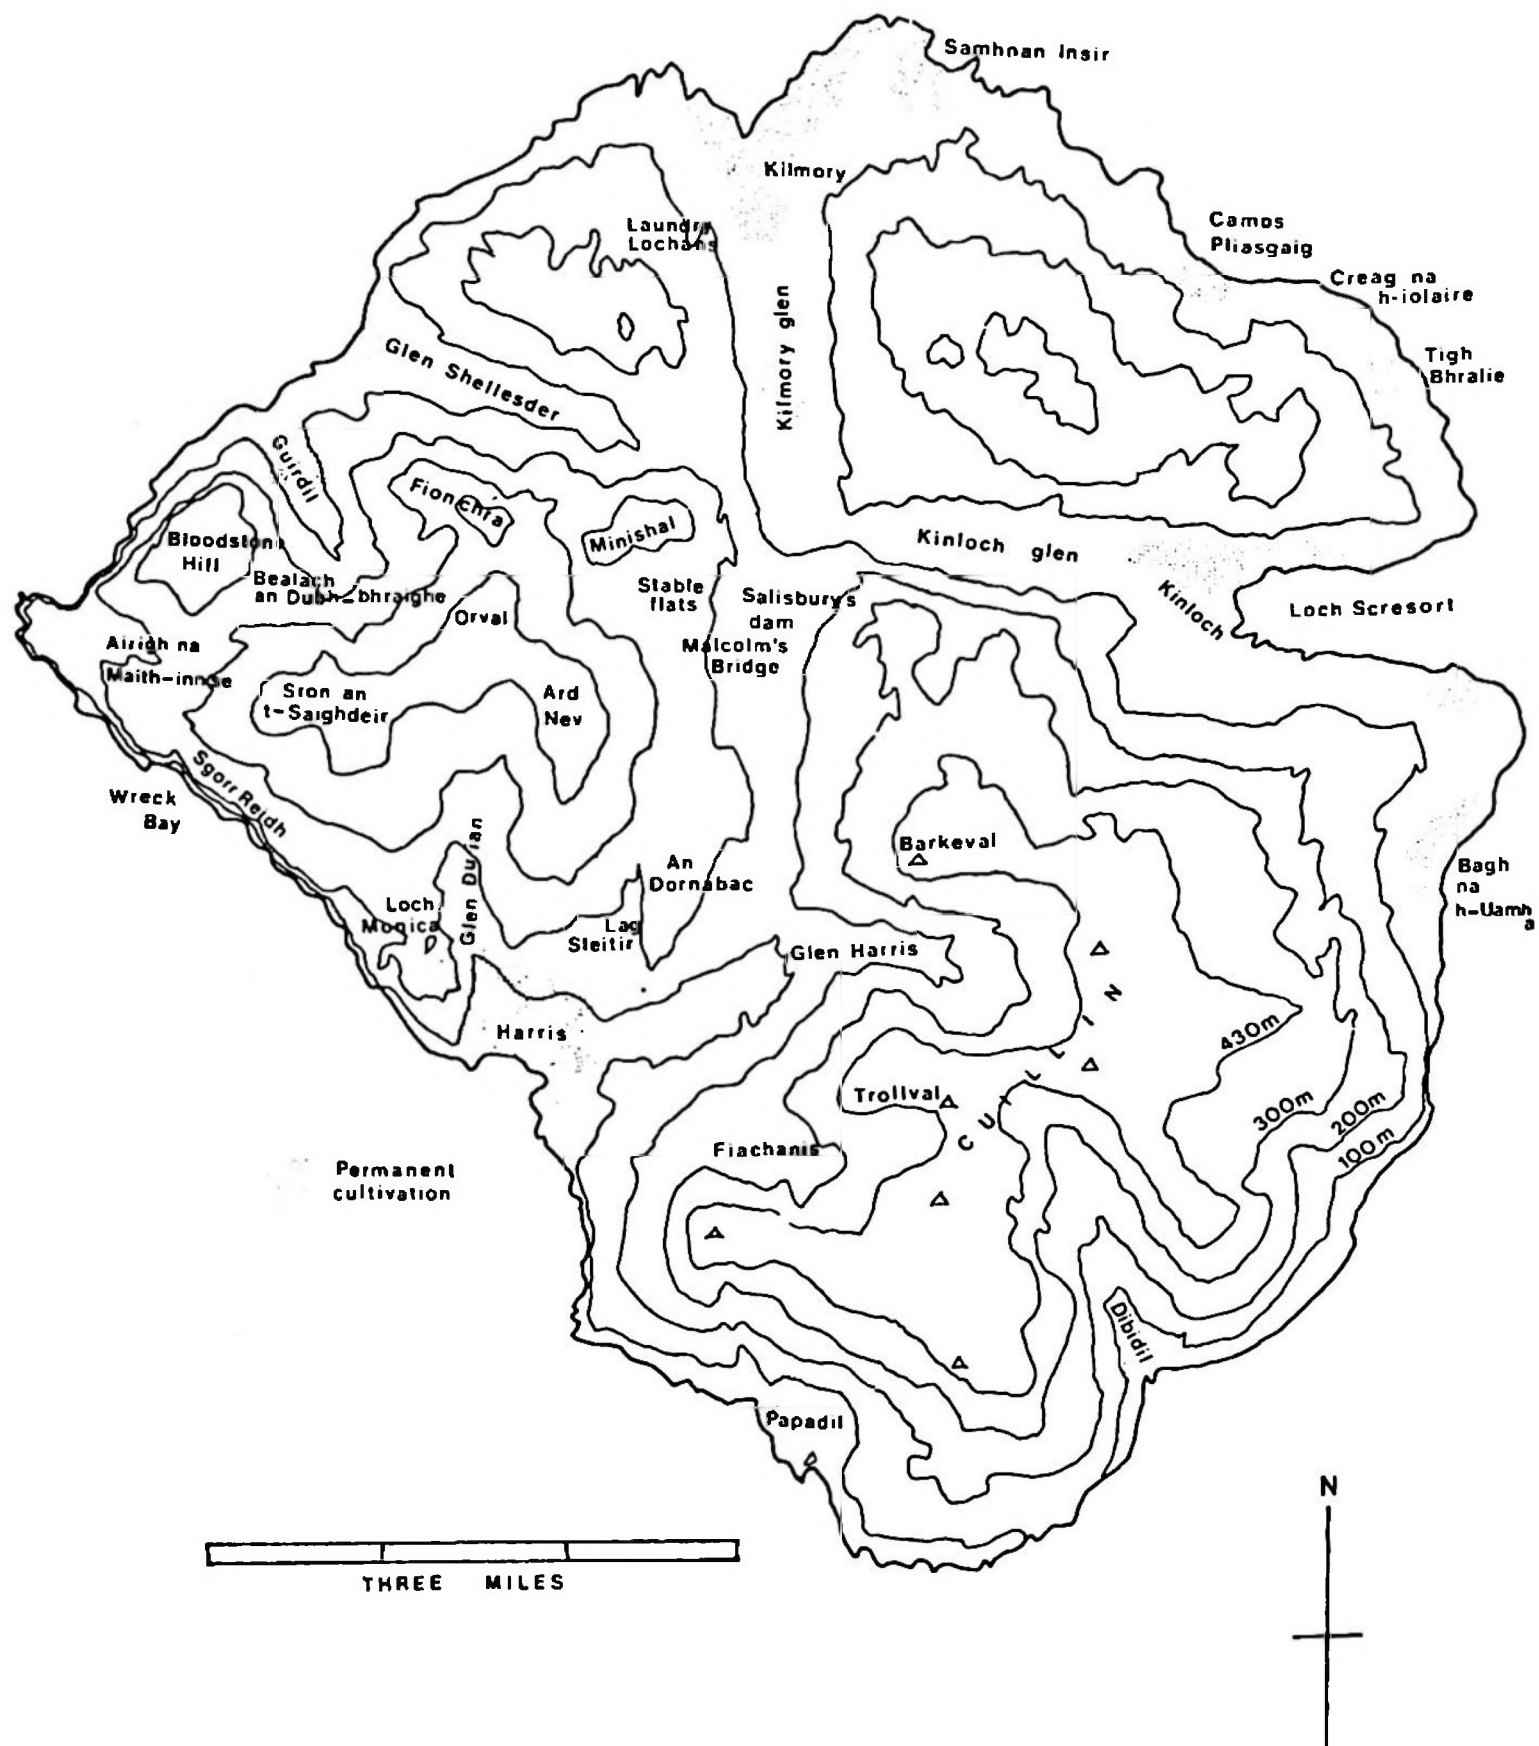 Samhnan Insir
Kilmory
Laundry
Lochans
Camas
Pliasgaig
Creag na
h-iolaire
Kilmory glen
Glen Shellesder
Tigh
Bhralie
Guirdil
Fionchra
Bloodston
Hill
Minishal
Kinloch glen
Bealach
an Dubh-bhraighe
Stable
flats
Salisbury's
dam
Kinloch
Loch Scresort
Orval
Airidh na
Maith-innse
Malcolm's
Bridge
Sron an
t-Saighdeir
Ard
Nev
Sgorr Reidh
Wreck
Bay
Barkeval
An
Dornabac
Bagh
na
h-Uamh
a
Loch
Monica
Glen Duian
Lag
Sleitir
Glen Harris
Harris
CUILLIN
430m
300m
200m
100m
Trollval
Fiachanis
Permanent
cultivation
Dibidil
Papadil
N
THREE MILES